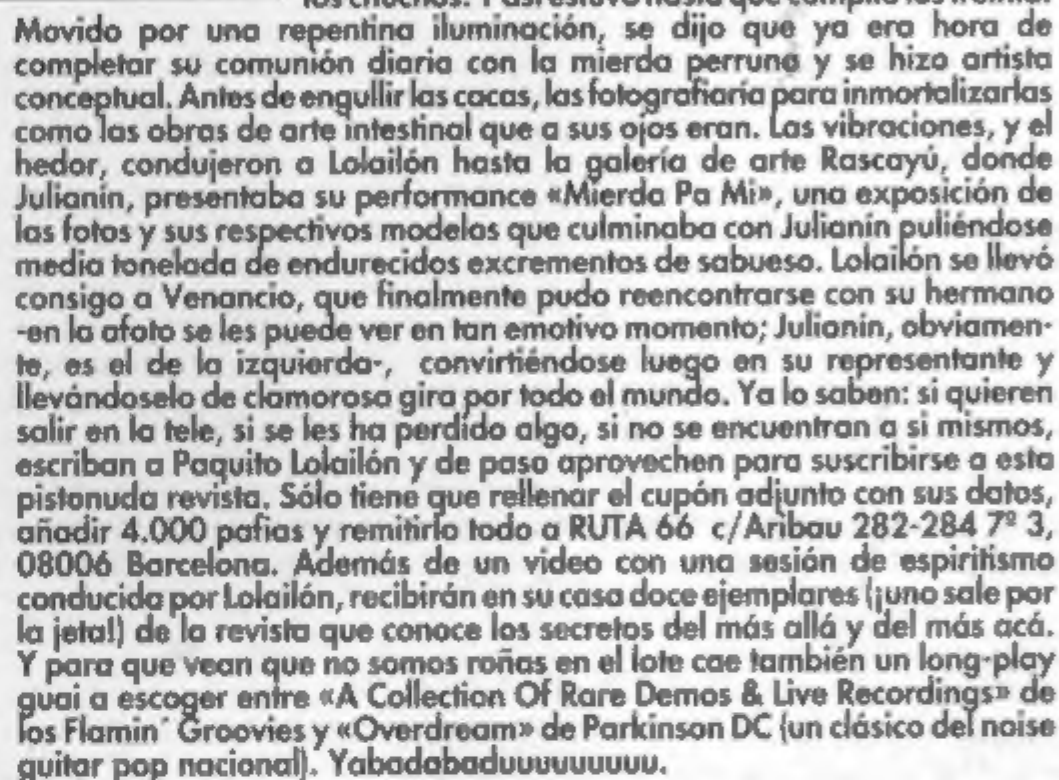 los chuchos. Y así estuvo hasta que cumplió los treinta.
Movido por una repentina iluminación, se dijo que ya era hora de
completar su comunión diaria con la mierda perruna y se hizo artista
conceptual. Antes de engullir las cacas, las fotografiaría para inmortalizarlas
como las obras de arte intestinal que a sus ojos eran. Las vibraciones, y el
hedor, condujeron a Lolailón hasta la galería de arte Rascayú, donde
Julianín, presentaba su performance «Mierda Pa Mi», una exposición de
las fotos y sus respectivos modelos que culminaba con Julianín puliéndose
media tonelada de endurecidos excrementos de sabueso. Lolailón se llevó
consigo a Venancio, que finalmente pudo reencontrarse con su hermano
-en la afoto se les puede ver en tan emotivo momento; Julianín, obviamen-
te, es el de la izquierda-, convirtiéndose luego en su representante y
llevándoselo de clamorosa gira por todo el mundo. Ya lo saben: si quieren
salir en la tele, si se les ha perdido algo, si no se encuentran a si mismos,
escriban a Paquito Lolailón y de paso aprovechen para suscribirse a esta
pistonuda revista. Sólo tiene que rellenar el cupón adjunto con sus datos,
añadir 4.000 pafias y remitirlo todo a RUTA 66 c/Aribau 282-284 7º 3,
08006 Barcelona. Además de un video con una sesión de espiritismo
conducida por Lolailón, recibirán en su casa doce ejemplares (¡uno sale por
la jeta!) de la revista que conoce los secretos del más allá y del más acá.
Y para que vean que no somos roñas en el lote cae también un long-play
guai a escoger entre «A Collection Of Rare Demos & Live Recordings» de
los Flamin´ Groovies y «Overdream» de Parkinson DC (un clásico del noise
guitar pop nacional). Yabadabaduuuuuuuuu.